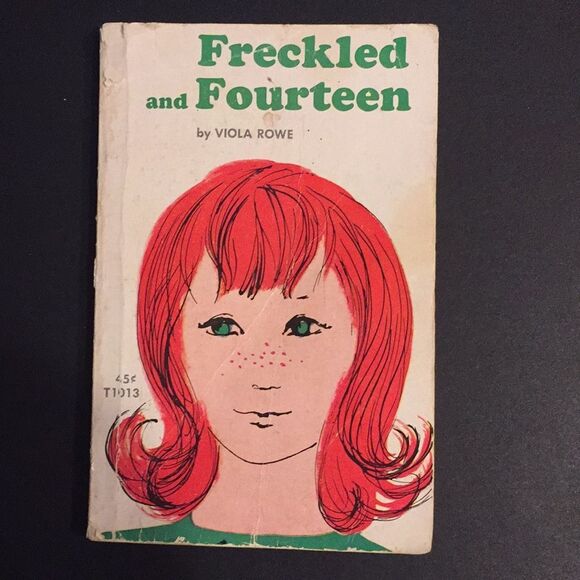 Freckled
and Fourteen
by VIOLA ROWE
45¢
T1013